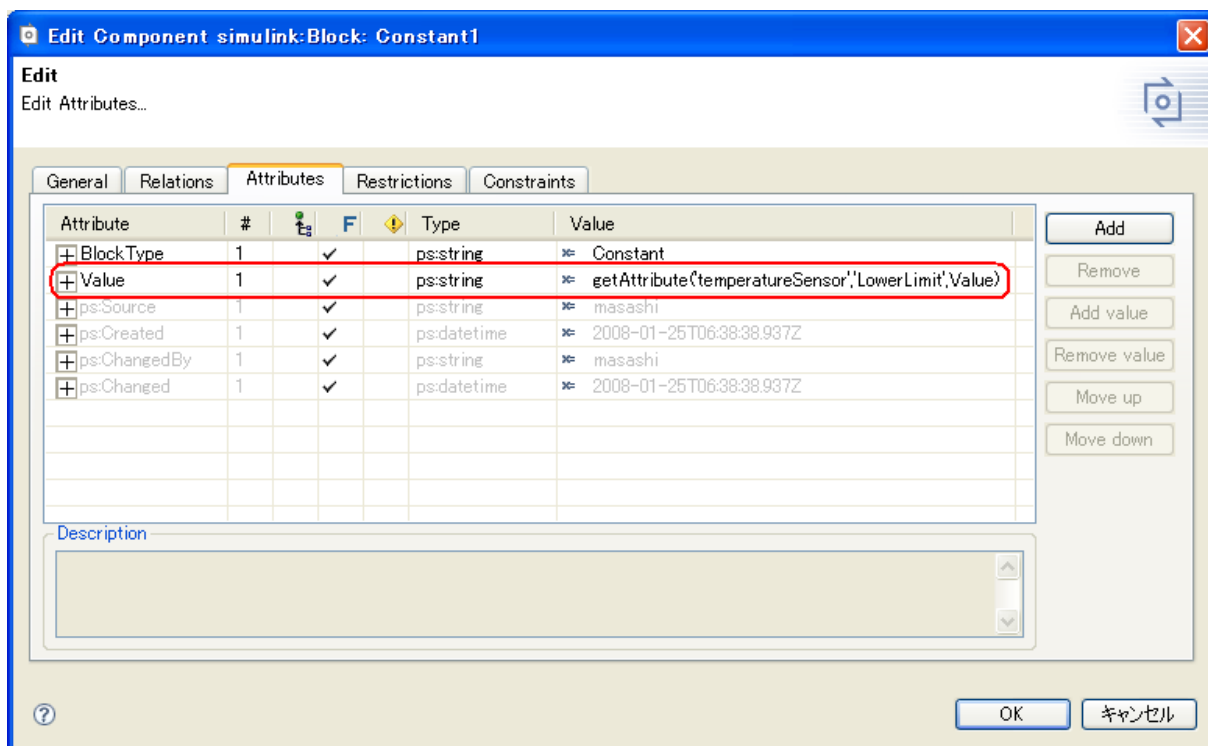 Edit Component simulink:Block: Constant1
Edit
Edit Attributes...
General Relations Attributes Restrictions Constraints
Attribute # F Type Value
BlockType 1 ps:string Constant
Value 1 ps:string getAttribute('temperatureSensor','LowerLimit',Value)
ps:Source 1 ps:string masashi
ps:Created 1 ps:datetime 2008-01-25T06:38:38.937Z
ps:ChangedBy 1 ps:string masashi
ps:Changed 1 ps:datetime 2008-01-25T06:38:38.937Z
Add
Remove
Add value
Remove value
Move up
Move down
Description
OK キャンセル